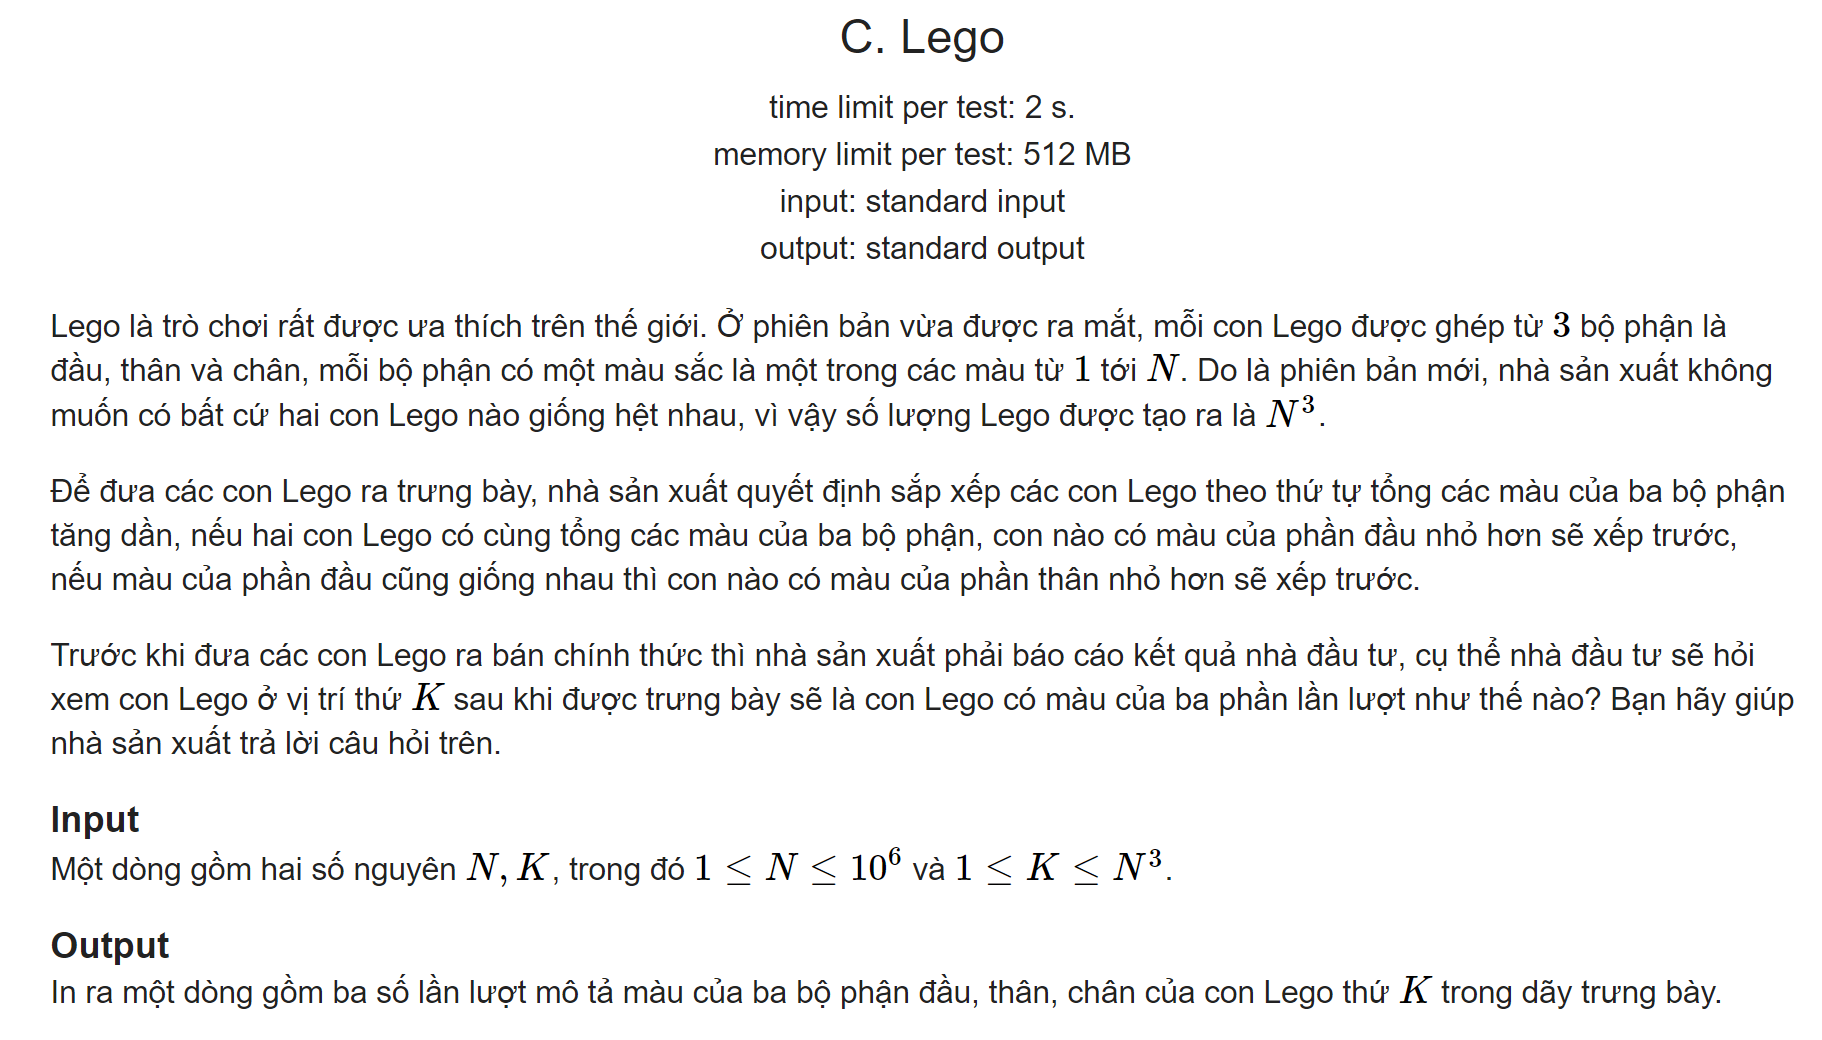 C. Lego
time limit per test: 2 s.
memory limit per test: 512 MB
input: standard input
output: standard output
Lego là trò chơi rất được ưa thích trên thế giới. Ở phiên bản vừa được ra mắt, mỗi con Lego được ghép từ 3 bộ phận là
đầu, thân và chân, mỗi bộ phận có một màu sắc là một trong các màu từ 1 tới N. Do là phiên bản mới, nhà sản xuất không
muốn có bất cứ hai con Lego nào giống hệt nhau, vì vậy số lượng Lego được tạo ra là N³.
Để đưa các con Lego ra trưng bày, nhà sản xuất quyết định sắp xếp các con Lego theo thứ tự tổng các màu của ba bộ phận
tăng dần, nếu hai con Lego có cùng tổng các màu của ba bộ phận, con nào có màu của phần đầu nhỏ hơn sẽ xếp trước,
nếu màu của phần đầu cũng giống nhau thì con nào có màu của phần thân nhỏ hơn sẽ xếp trước.
Trước khi đưa các con Lego ra bán chính thức thì nhà sản xuất phải báo cáo kết quả nhà đầu tư, cụ thể nhà đầu tư sẽ hỏi
xem con Lego ở vị trí thứ K sau khi được trưng bày sẽ là con Lego có màu của ba phần lần lượt như thế nào? Bạn hãy giúp
nhà sản xuất trả lời câu hỏi trên.
Input
Một dòng gồm hai số nguyên N, K, trong đó 1 ≤ N ≤ 10⁶ và 1 ≤ K ≤ N³.
Output
In ra một dòng gồm ba số lần lượt mô tả màu của ba bộ phận đầu, thân, chân của con Lego thứ K trong dãy trưng bày.